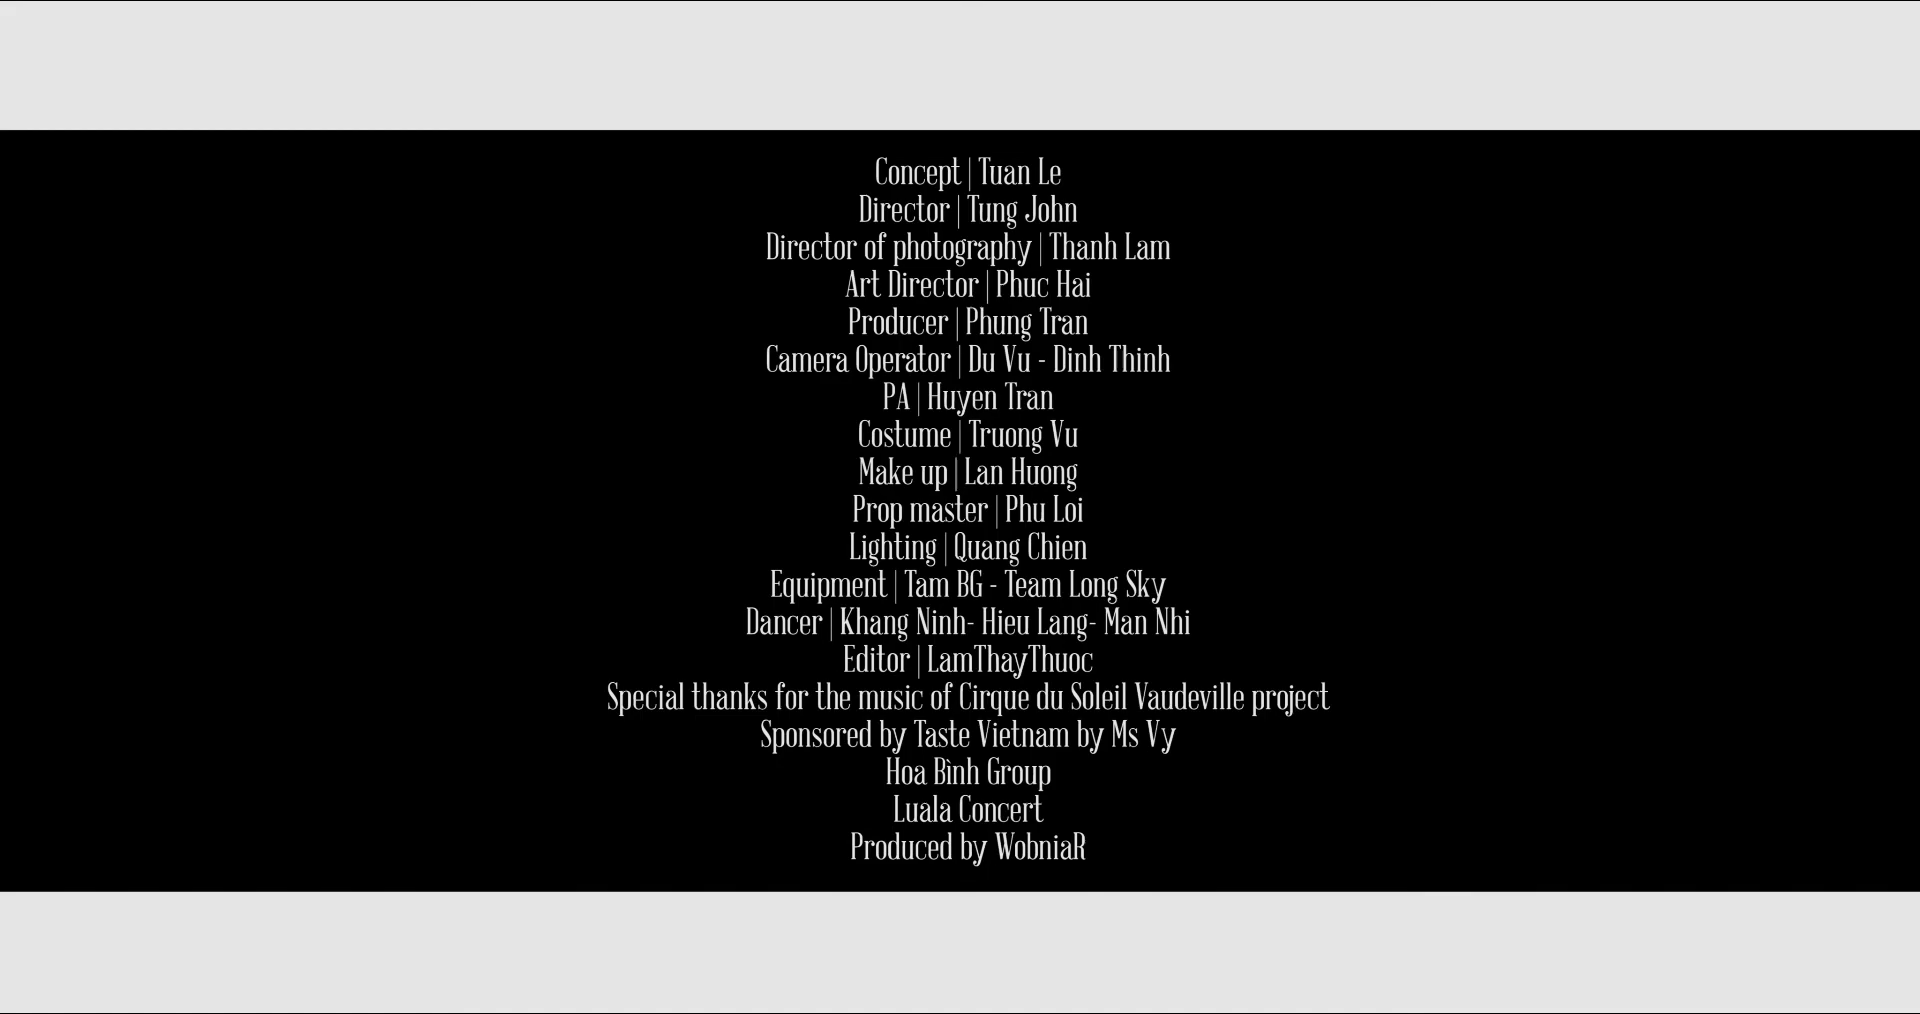 Concept | Tuan Le
Director | Tung John
Director of photography | Thanh Lam
Art Director | Phuc Hai
Producer | Phung Tran
Camera Operator | Du Vu - Dinh Thinh
PA | Huyen Tran
Costume | Truong Vu
Make up | Lan Huong
Prop master | Phu Loi
Lighting | Quang Chien
Equipment | Tam BG - Team Long Sky
Dancer | Khang Ninh- Hieu Lang- Man Nhi
Editor | LamThayThuoc
Special thanks for the music of Cirque du Soleil Vaudeville project
Sponsored by Taste Vietnam by Ms Vy
Hoa Bình Group
Luala Concert
Produced by WobniaR